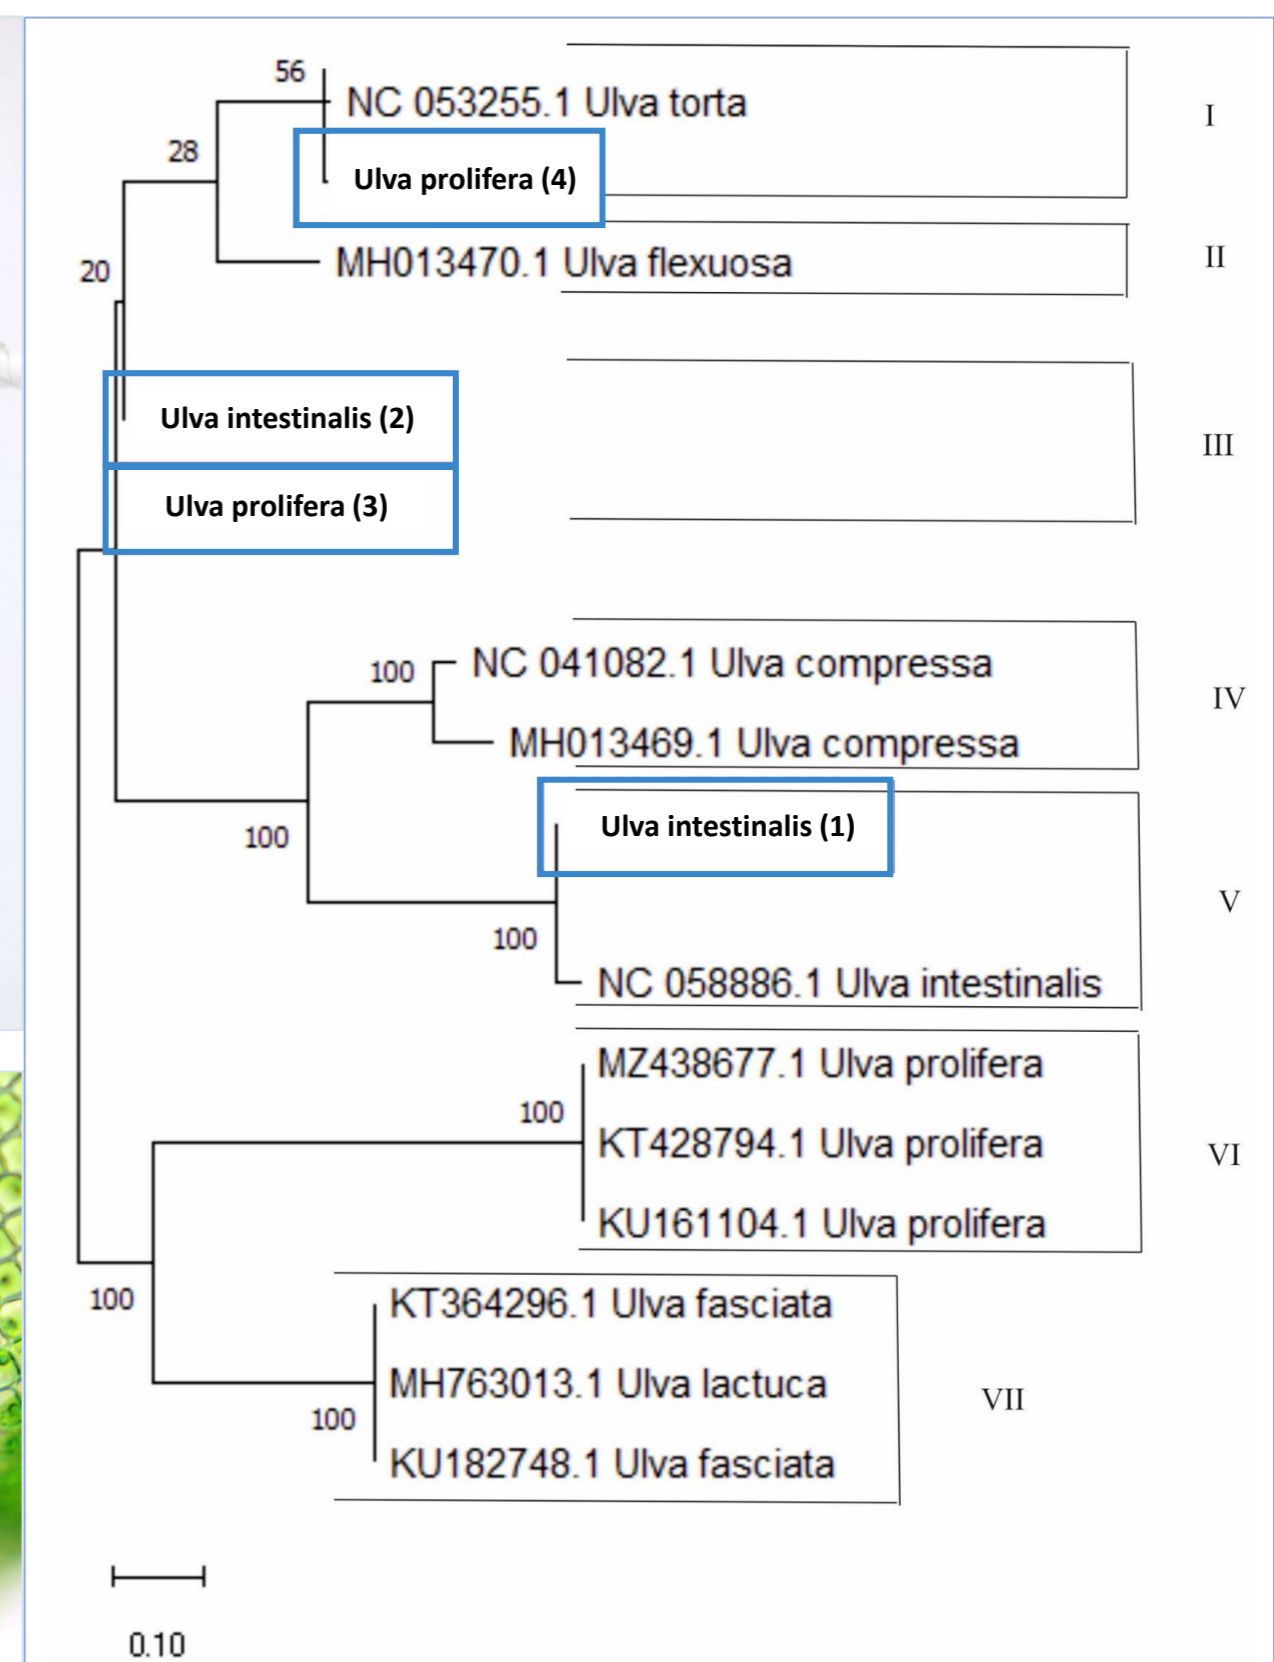 56
NC 053255.1 Ulva torta
I
28
Ulva prolifera (4)
20
MH013470.1 Ulva flexuosa
II
Ulva intestinalis (2)
III
Ulva prolifera (3)
100
NC 041082.1 Ulva compressa
IV
MH013469.1 Ulva compressa
100
Ulva intestinalis (1)
V
100
NC 058886.1 Ulva intestinalis
MZ438677.1 Ulva prolifera
100
KT428794.1 Ulva prolifera
VI
KU161104.1 Ulva prolifera
100
KT364296.1 Ulva fasciata
MH763013.1 Ulva lactuca
VII
100
KU182748.1 Ulva fasciata
0.10